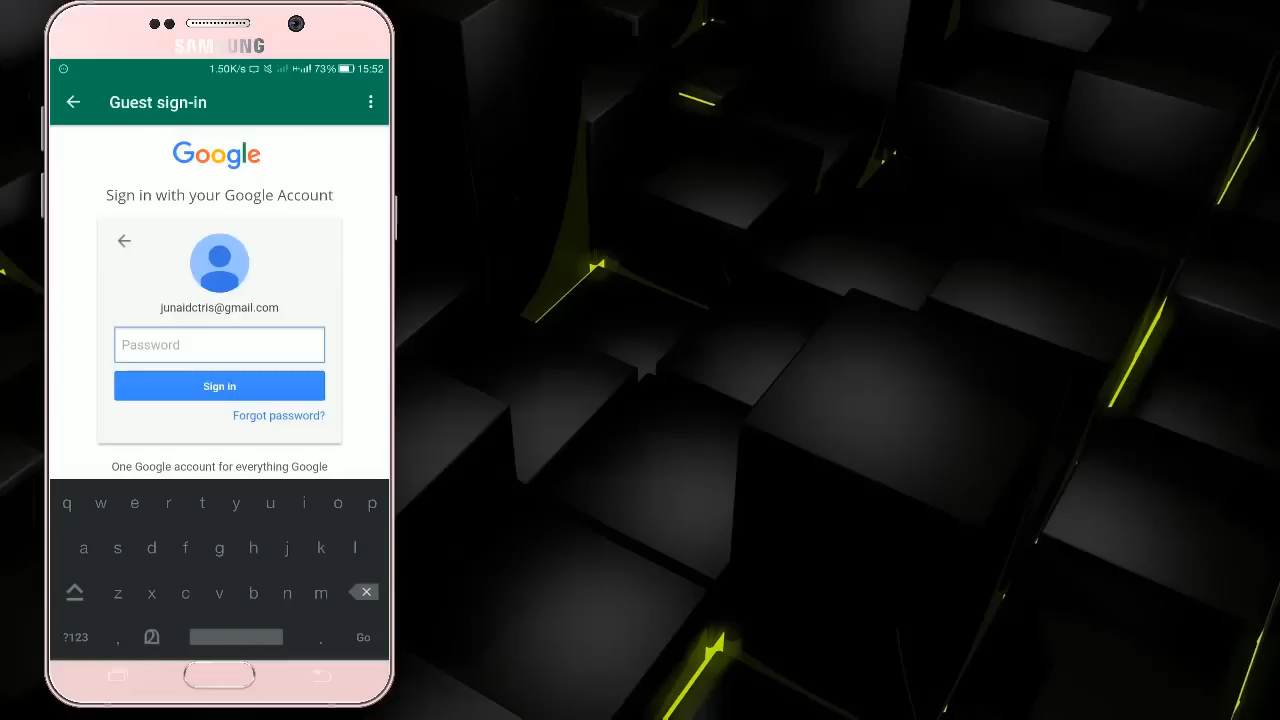 SAMSUNG
1.50K/s 73% 15:52
Guest sign-in
Google
Sign in with your Google Account
junaidctris@gmail.com
Password
Sign in
Forgot password?
One Google account for everything Google
q w e r t y u i o p
a s d f g h j k l
z x c v b n m
?123 , മ . Go